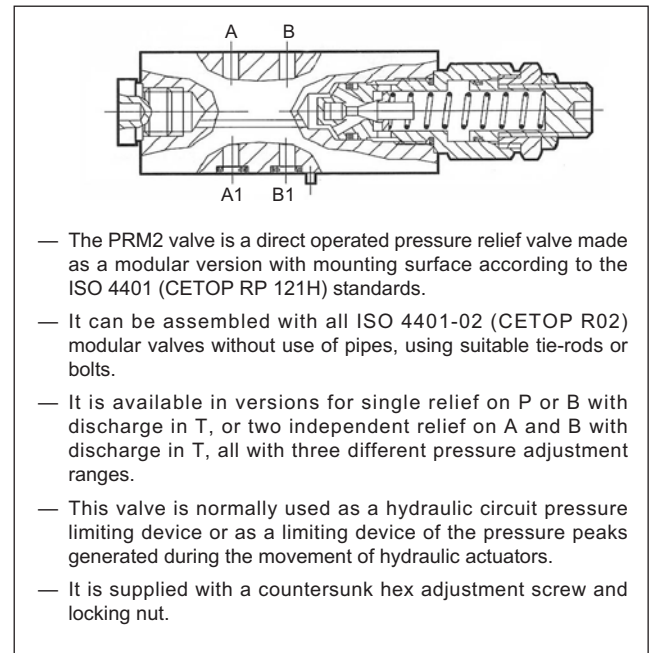 A B
A1 B1
— The PRM2 valve is a direct operated pressure relief valve made
as a modular version with mounting surface according to the
ISO 4401 (CETOP RP 121H) standards.
— It can be assembled with all ISO 4401-02 (CETOP R02)
modular valves without use of pipes, using suitable tie-rods or
bolts.
— It is available in versions for single relief on P or B with
discharge in T, or two independent relief on A and B with
discharge in T, all with three different pressure adjustment
ranges.
— This valve is normally used as a hydraulic circuit pressure
limiting device or as a limiting device of the pressure peaks
generated during the movement of hydraulic actuators.
— It is supplied with a countersunk hex adjustment screw and
locking nut.